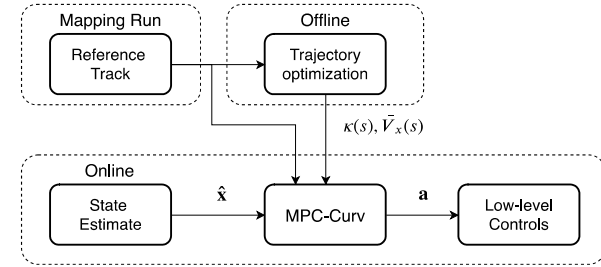 Mapping Run
Offline
Reference
Track
Trajectory
optimization
κ(s), V̄ₓ(s)
Online
State
Estimate
x̂
MPC-Curv
a
Low-level
Controls